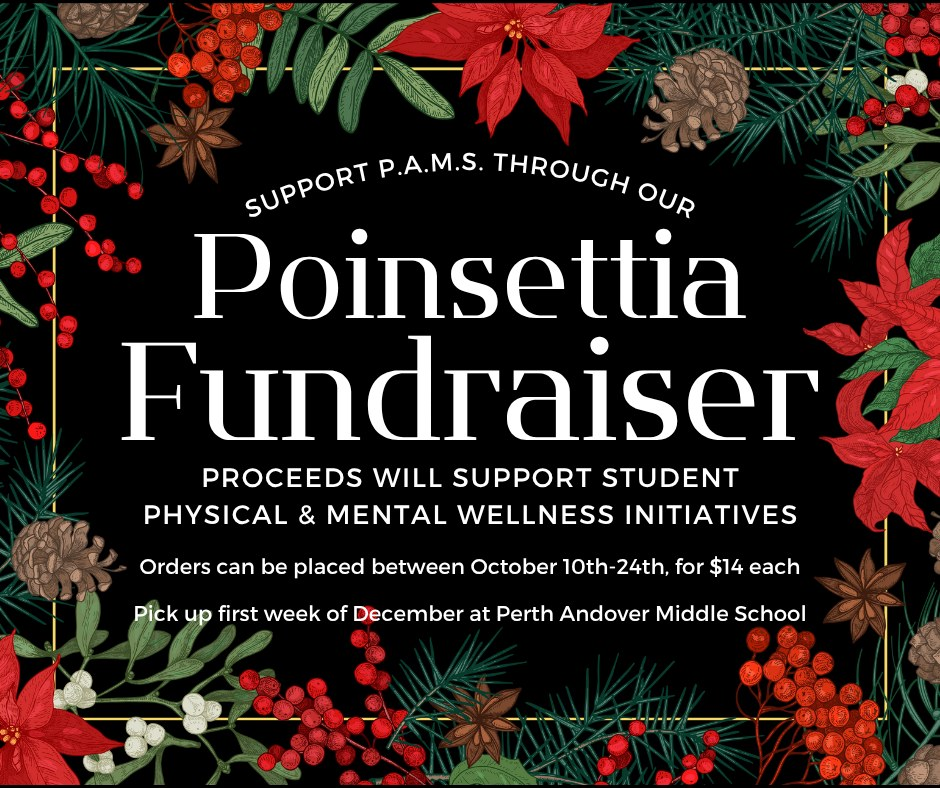 SUPPORT P.A.M.S. THROUGH OUR
Poinsettia
Fundraiser
PROCEEDS WILL SUPPORT STUDENT
PHYSICAL & MENTAL WELLNESS INITIATIVES
Orders can be placed between October 10th-24th, for $14 each
Pick up first week of December at Perth Andover Middle School